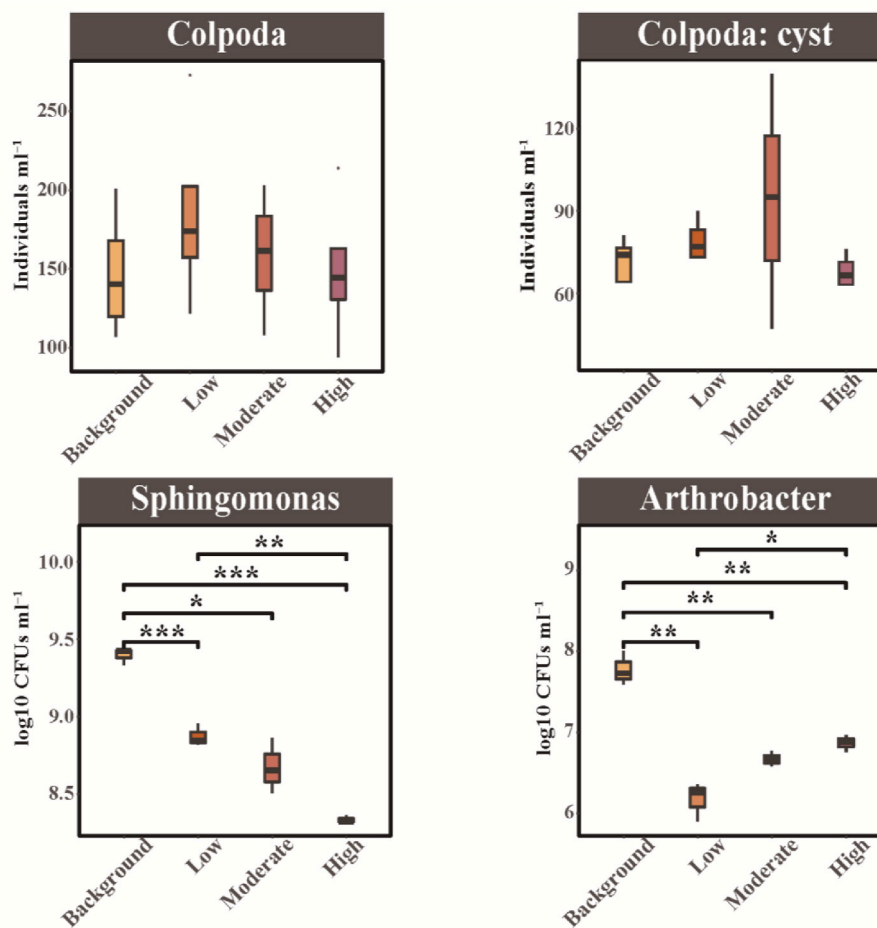 Colpoda
Individuals ml⁻¹
250
200
150
100
Background
Low
Moderate
High
Colpoda: cyst
Individuals ml⁻¹
120
90
60
Background
Low
Moderate
High
Sphingomonas
log10 CFUs ml⁻¹
10.0
9.5
9.0
8.5
**
***
*
***
Background
Low
Moderate
High
Arthrobacter
log10 CFUs ml⁻¹
9
8
7
6
*
**
**
**
Background
Low
Moderate
High